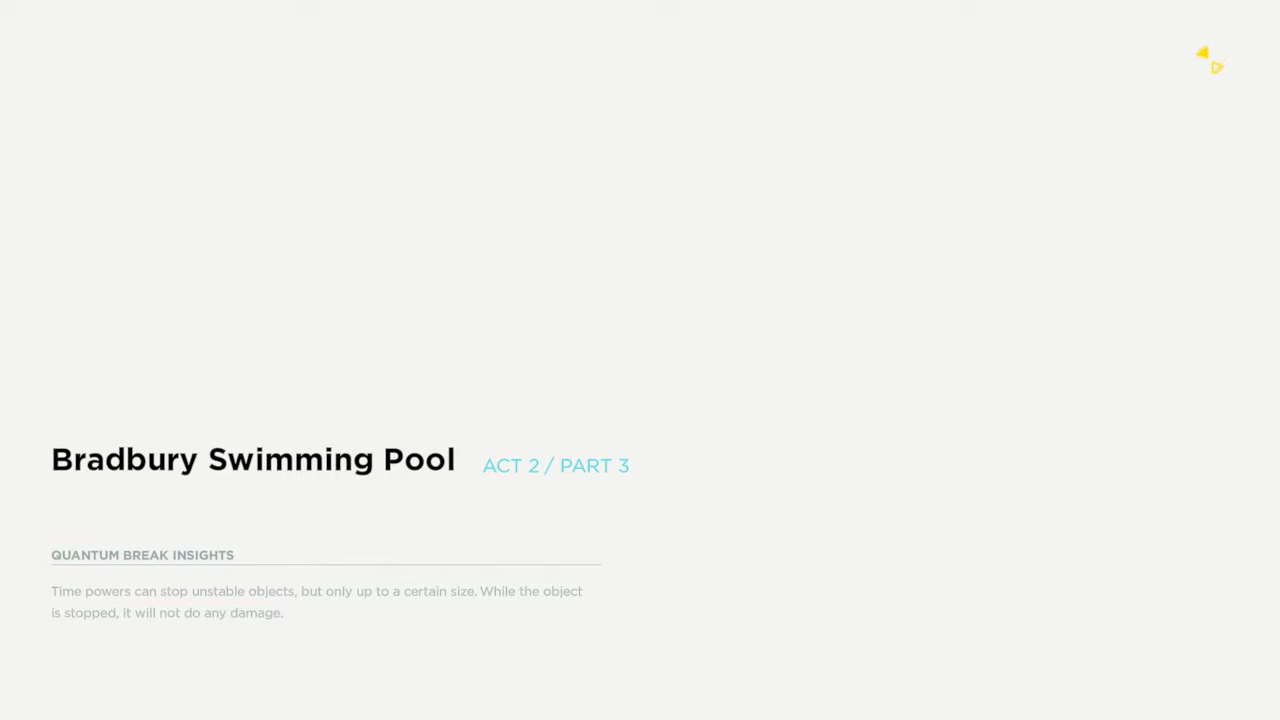 Bradbury Swimming Pool ACT 2 / PART 3
QUANTUM BREAK INSIGHTS
Time powers can stop unstable objects, but only up to a certain size. While the object
is stopped, it will not do any damage.